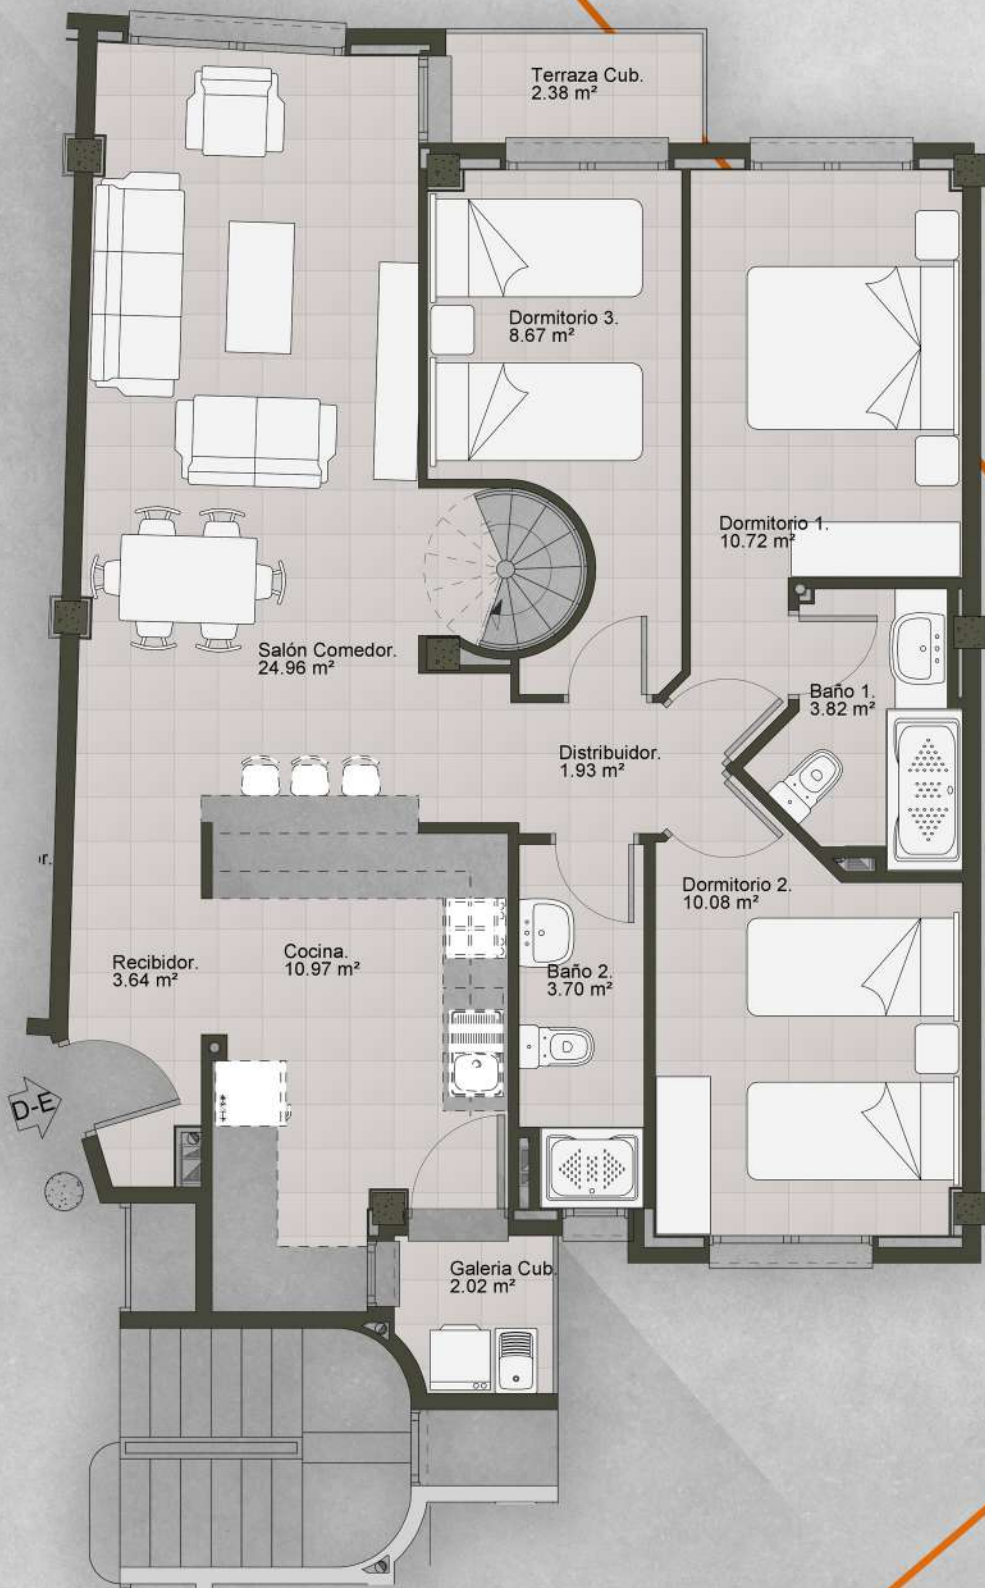 Terraza Cub.
2.38 m²
Dormitorio 3.
8.67 m²
Dormitorio 1.
10.72 m²
Salón Comedor.
24.96 m²
Baño 1.
3.82 m²
Distribuidor.
1.93 m²
r.
Dormitorio 2.
10.08 m²
Cocina.
10.97 m²
Recibidor.
3.64 m²
Baño 2.
3.70 m²
D-E
Galeria Cub.
2.02 m²